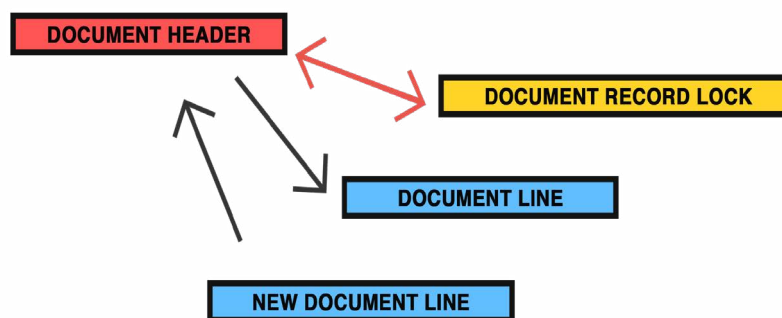 DOCUMENT HEADER
DOCUMENT RECORD LOCK
DOCUMENT LINE
NEW DOCUMENT LINE